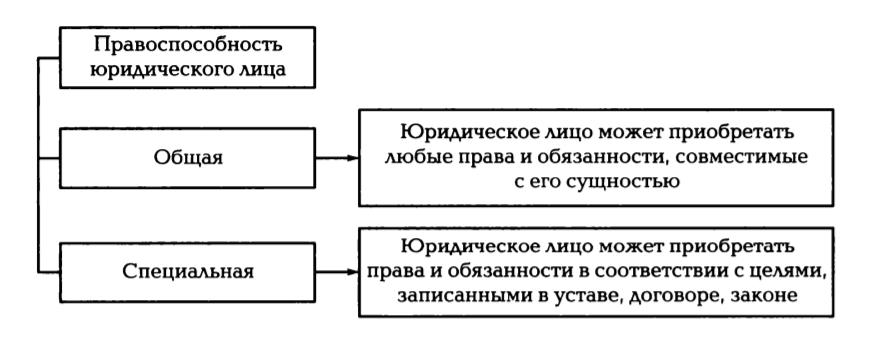 Правоспособность
юридического лица
Общая
Юридическое лицо может приобретать
любые права и обязанности, совместимые
с его сущностью
Специальная
Юридическое лицо может приобретать
права и обязанности в соответствии с целями,
записанными в уставе, договоре, законе